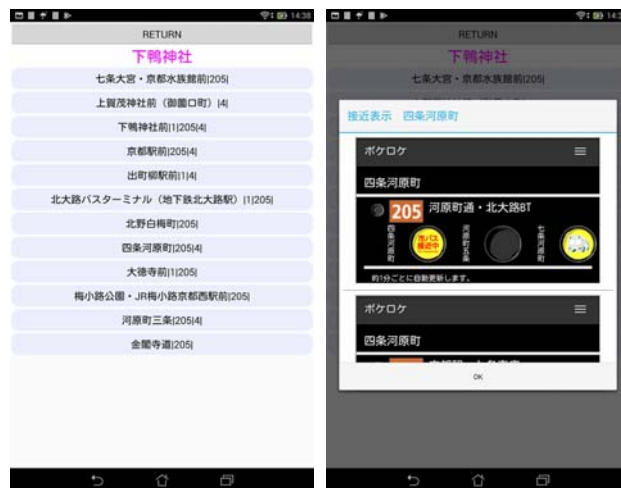 14:38
RETURN
下鴨神社
七条大宮・京都水族館前|205|
上賀茂神社前（御薗口町）|4|
下鴨神社前|1|205|4|
京都駅前|205|4|
出町柳駅前|1|4|
北大路バスターミナル（地下鉄北大路駅）|1|205|
北野白梅町|205|
四条河原町|205|4|
大徳寺前|1|205|
梅小路公園・JR梅小路京都西駅前|205|
河原町三条|205|4|
金閣寺道|205|
RETURN
下鴨神社
七条大宮・京都水族館前|205|
接近表示 四条河原町
ポケロケ
四条河原町
205 河原町通・北大路BT
四条河原町
市バス
接近中
河原町五条
七条河原町
約1分ごとに自動更新します。
ポケロケ
四条河原町
OK